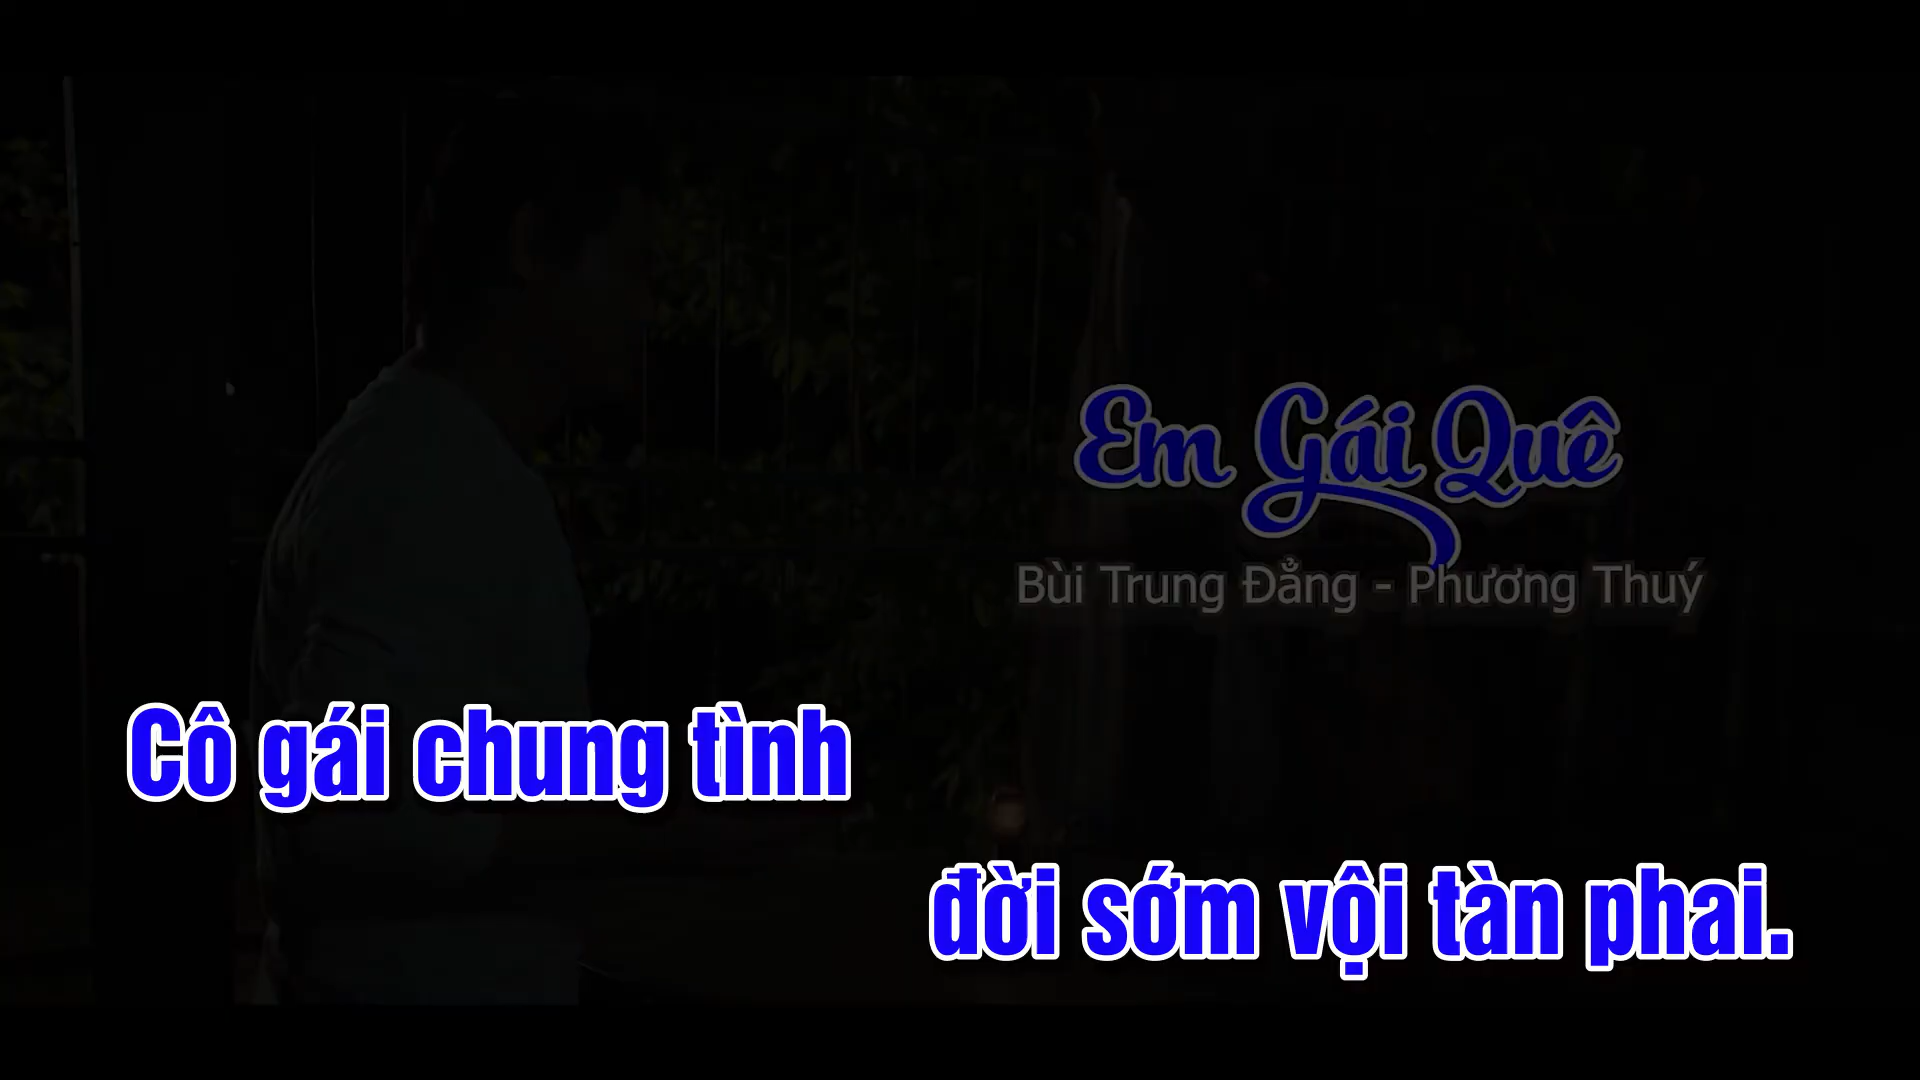 Em Gái Quê
Bùi Trung Đẳng - Phương Thuý
Cô gái chung tình
đời sớm vội tàn phai.